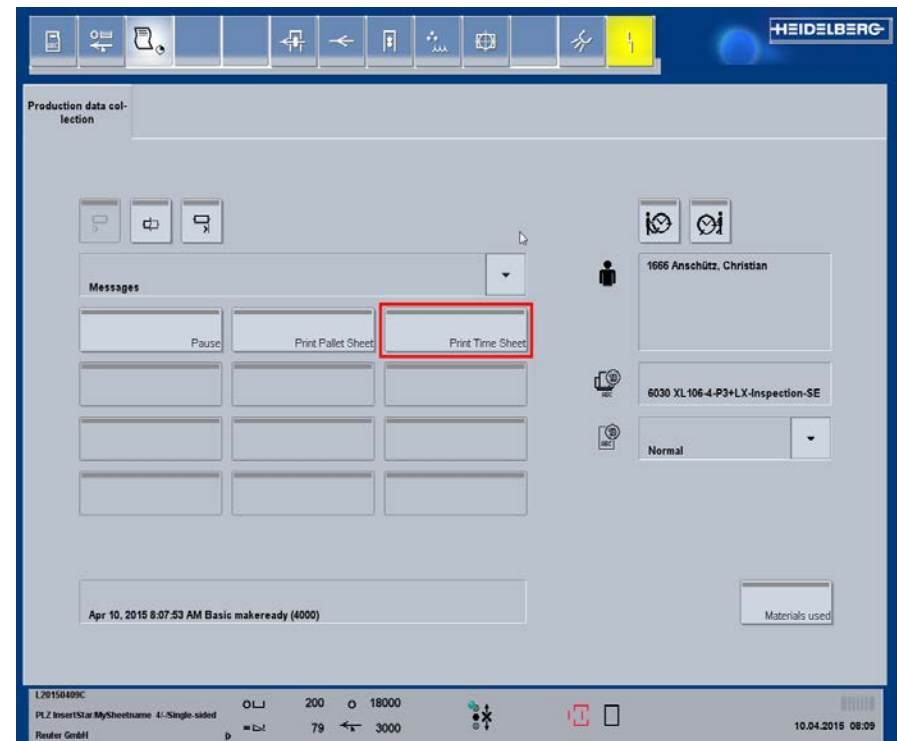 HEIDELBERG
Production data col-
lection
Messages
1666 Anschütz, Christian
Pause
Print Pallet Sheet
Print Time Sheet
6030 XL106-4-P3+LX-Inspection-SE
Normal
Apr 10, 2015 8:07:53 AM Basic makeready (4000)
Materials used
L20150409C
PLZ InsertStar/MySheetname 4/-/Single-sided
Reuter GmbH
p
200
18000
79
3000
10.04.2015 08:09